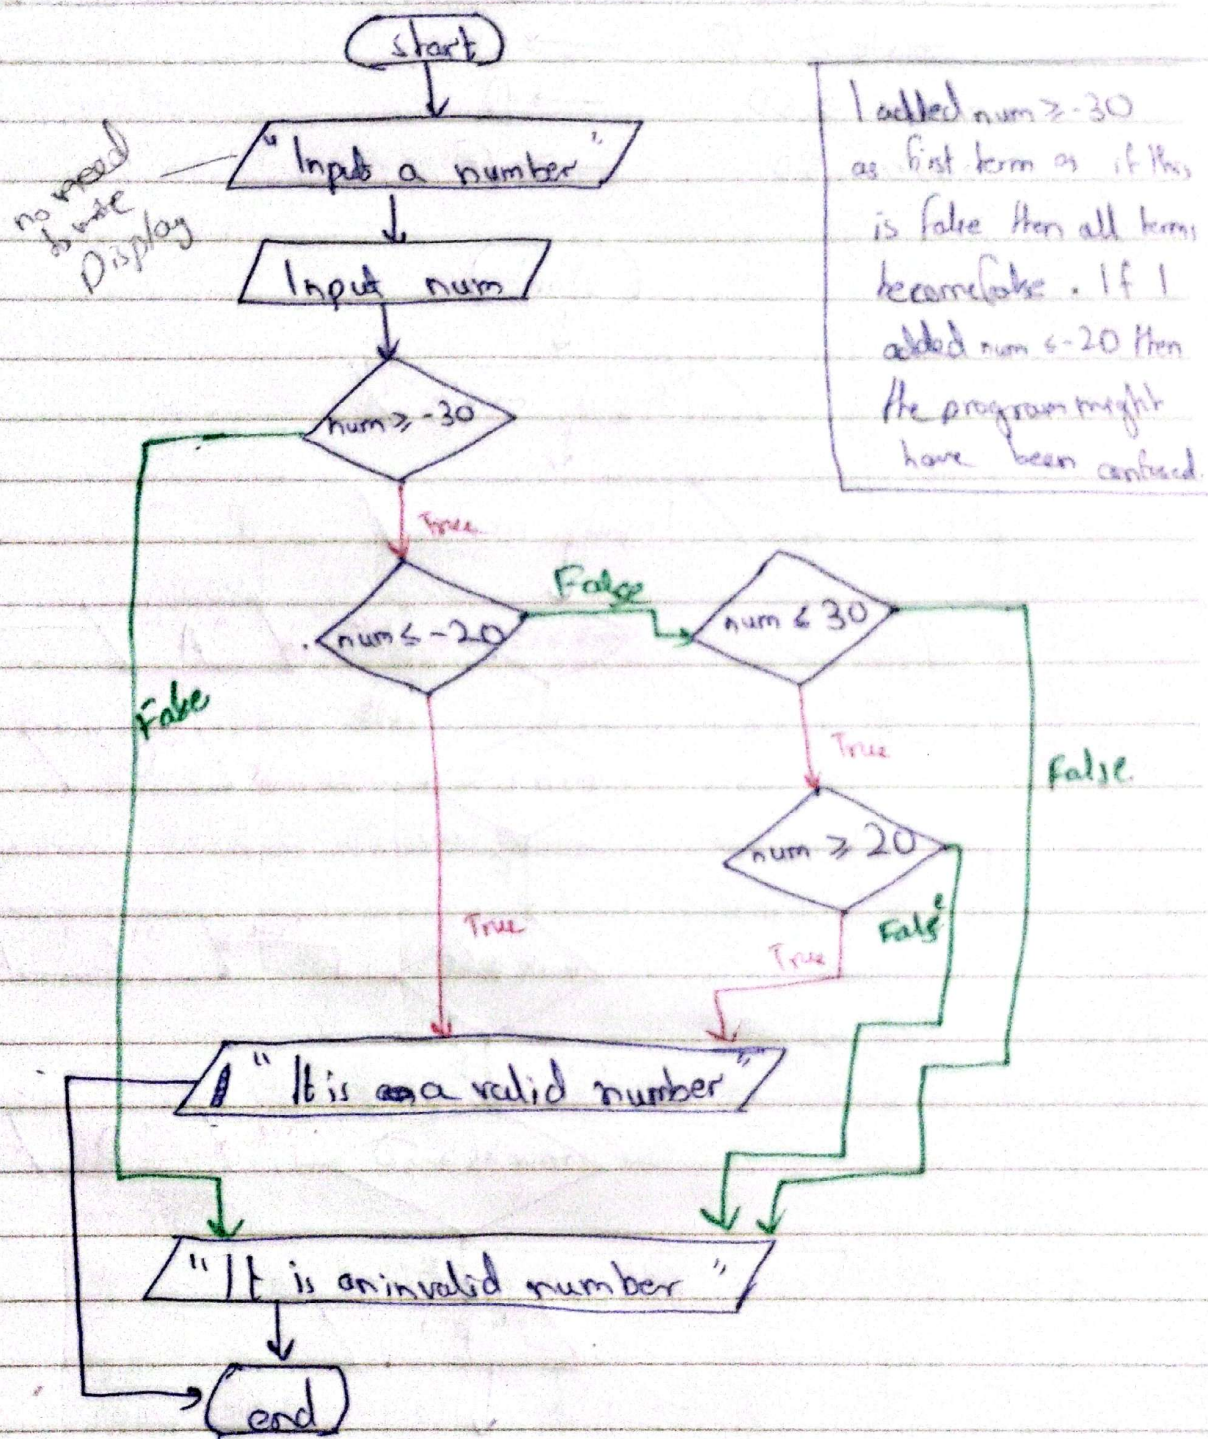 start
"Input a number"
no need
to write
Display
Input num
I added num ≥ -30
as first term as if this
is false then all terms
become false. If I
added num ≤ -20 then
the program might
have been confused.
num ≥ -30
True
False
num ≤ -20
False
num ≤ 30
True
False
num ≥ 20
True
True
False
"It is a valid number"
"It is an invalid number"
end